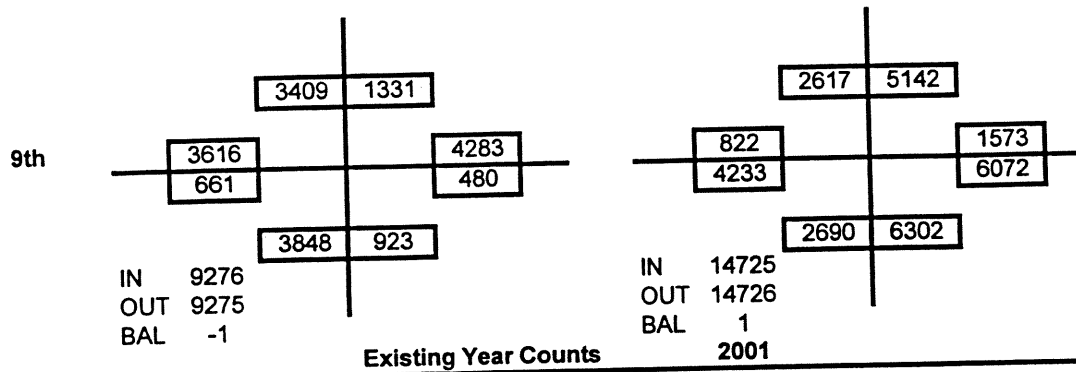 3409 1331 2617 5142
9th 3616 4283 822 1573
661 480 4233 6072
3848 923 2690 6302
IN 9276 IN 14725
OUT 9275 OUT 14726
BAL -1 BAL 1
Existing Year Counts 2001